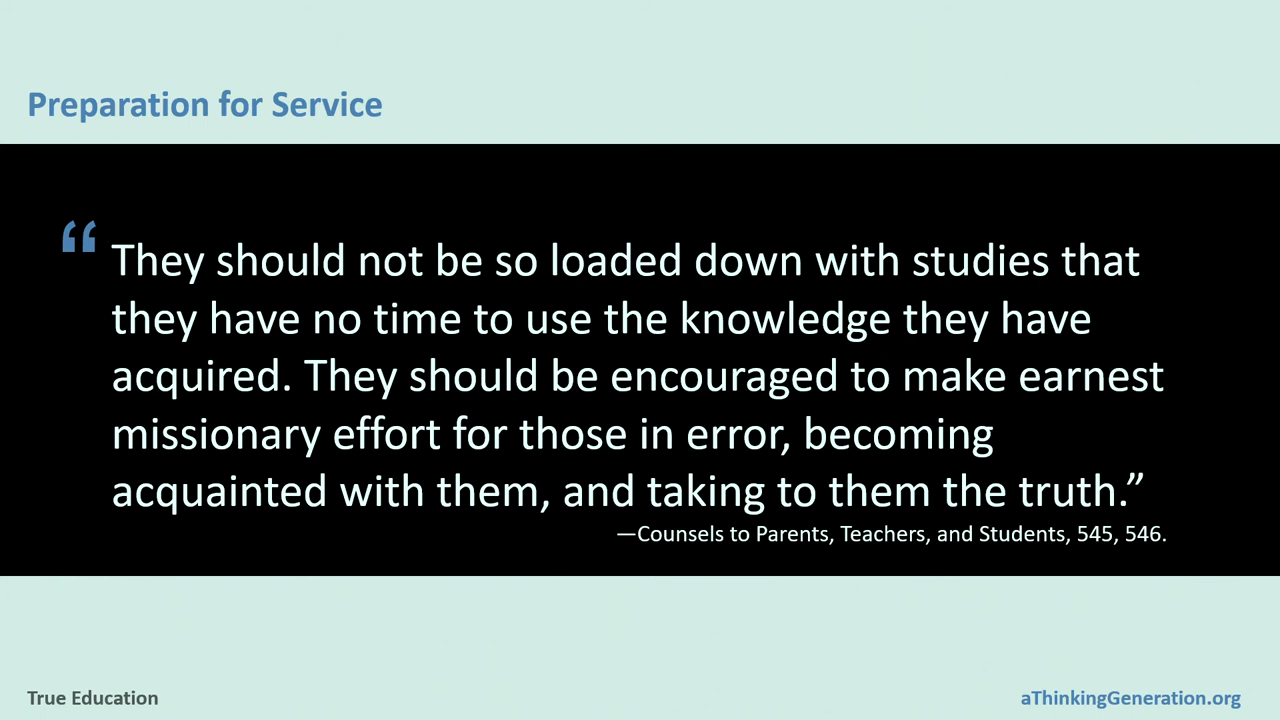 Preparation for Service
“They should not be so loaded down with studies that
they have no time to use the knowledge they have
acquired. They should be encouraged to make earnest
missionary effort for those in error, becoming
acquainted with them, and taking to them the truth.”
—Counsels to Parents, Teachers, and Students, 545, 546.
True Education
aThinkingGeneration.org